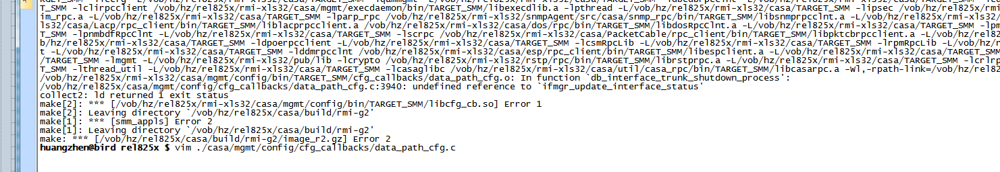 T_SMM -lclirpcclient /vob/hz/rel825x/rmi-xls32/casa/mgmt/execdaemon/bin/TARGET_SMM/libexecdlib.a -lpthread -L/vob/hz/rel825x/rmi-xls32/casa/TARGET_SMM -lipsec /vob/hz/rel825x/rmi
im_rpc.a -L/vob/hz/rel825x/rmi-xls32/casa/TARGET_SMM -lparp_rpc /vob/hz/rel825x/rmi-xls32/casa/snmpAgent/src/casa/snmp_rpc/bin/TARGET_SMM/libsnmprpcclnt.a -L/vob/hz/rel825x/rmi-x
ls32/casa/Lacp/rpc_client/bin/TARGET_SMM/liblacprpcclient.a /vob/hz/rel825x/rmi-xls32/casa/dos/rpc/bin/TARGET_SMM/libdosRpcClnt.a -L/vob/hz/rel825x/rmi-xls32/casa/TARGET_SMM -lpm
T_SMM -lpnmbdfRpcClnt -L/vob/hz/rel825x/rmi-xls32/casa/TARGET_SMM -lscrpc /vob/hz/rel825x/rmi-xls32/casa/PacketCable/rpc_client/bin/TARGET_SMM/libpktcbrpcclient.a -L/vob/hz/rel82
b/hz/rel825x/rmi-xls32/casa/TARGET_SMM -ldpoerpcclient -L/vob/hz/rel825x/rmi-xls32/casa/TARGET_SMM -lcsmRpcLib -L/vob/hz/rel825x/rmi-xls32/casa/TARGET_SMM -lrpmRpcLib -L/vob/hz/r
t -L/vob/hz/rel825x/rmi-xls32/casa/TARGET_SMM -lddmrpcclnt /vob/hz/rel825x/rmi-xls32/casa/esp/rpc_client/bin/TARGET_SMM/libespclient.a -L/vob/hz/rel825x/rmi-xls32/casa/TARGET_SMM
/TARGET_SMM -lmgmt -L/vob/hz/rel825x/rmi-xls32/pub/lib -lcrypto /vob/hz/rel825x/rmi-xls32/rstp/rpc/bin/TARGET_SMM/librstprpc.a -L/vob/hz/rel825x/rmi-xls32/casa/TARGET_SMM -lcrlrp
T_SMM -lthread_util -L/vob/hz/rel825x/rmi-xls32/casa/TARGET_SMM -lcasaglibc /vob/hz/rel825x/rmi-xls32/casa/util/casa_rpc/bin/TARGET_SMM/libcasarpc.a -wl,-rpath-link=/vob/hz/rel82
/vob/hz/rel825x/rmi-xls32/casa/mgmt/config/bin/TARGET_SMM/cfg_callbacks/data_path_cfg.o: In function `db_interface_trunk_shutdown_process':
/vob/hz/rel825x/casa/mgmt/config/cfg_callbacks/data_path_cfg.c:3940: undefined reference to `ifmgr_update_interface_status'
collect2: ld returned 1 exit status
make[2]: *** [/vob/hz/rel825x/rmi-xls32/casa/mgmt/config/bin/TARGET_SMM/libcfg_cb.so] Error 1
make[2]: Leaving directory `/vob/hz/rel825x/casa/build/rmi-g2'
make[1]: *** [smm_appls] Error 2
make[1]: Leaving directory `/vob/hz/rel825x/casa/build/rmi-g2'
make: *** [/vob/hz/rel825x/casa/build/rmi-g2/image_r2.gz] Error 2
huangzhen@bird rel825x $ vim ./casa/mgmt/config/cfg_callbacks/data_path_cfg.c